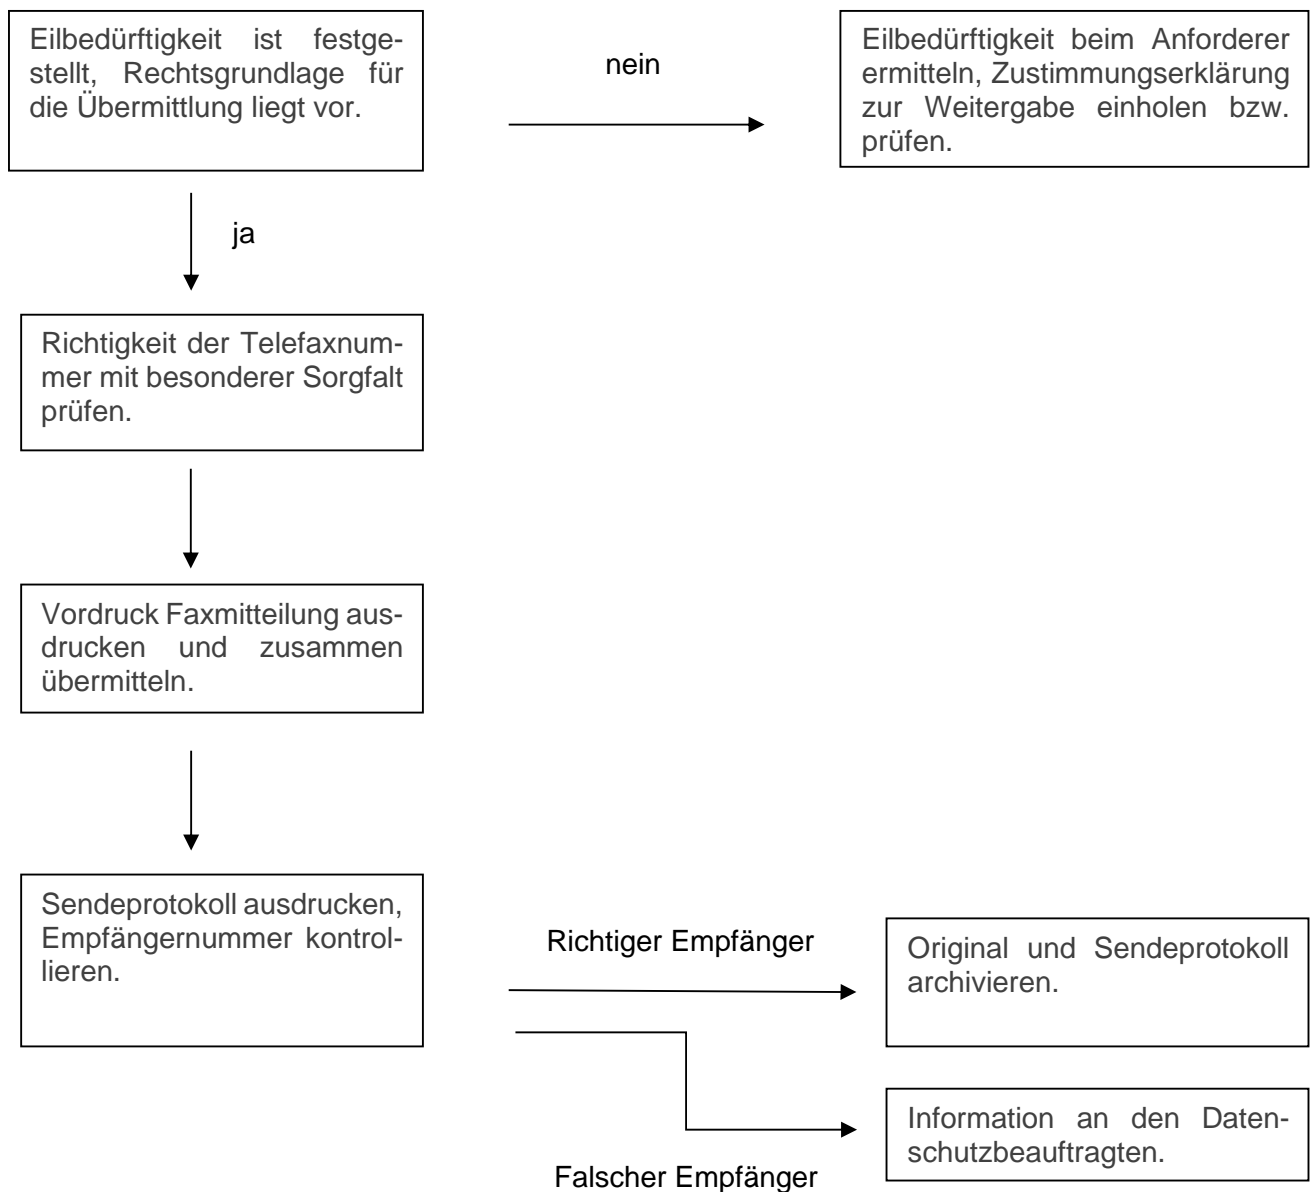 Eilbedürftigkeit ist festge-
stellt, Rechtsgrundlage für
die Übermittlung liegt vor.
nein
Eilbedürftigkeit beim Anforderer
ermitteln, Zustimmungserklärung
zur Weitergabe einholen bzw.
prüfen.
ja
Richtigkeit der Telefaxnum-
mer mit besonderer Sorgfalt
prüfen.
Vordruck Faxmitteilung aus-
drucken und zusammen
übermitteln.
Sendeprotokoll ausdrucken,
Empfängernummer kontrol-
lieren.
Richtiger Empfänger
Original und Sendeprotokoll
archivieren.
Falscher Empfänger
Information an den Daten-
schutzbeauftragten.